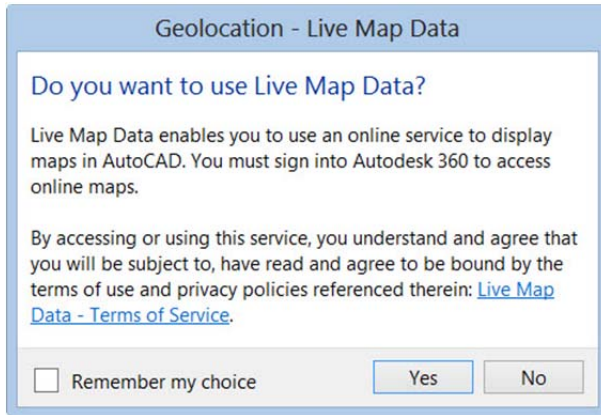 Geolocation - Live Map Data
Do you want to use Live Map Data?
Live Map Data enables you to use an online service to display
maps in AutoCAD. You must sign into Autodesk 360 to access
online maps.
By accessing or using this service, you understand and agree that
you will be subject to, have read and agree to be bound by the
terms of use and privacy policies referenced therein: Live Map
Data - Terms of Service.
Remember my choice
Yes
No